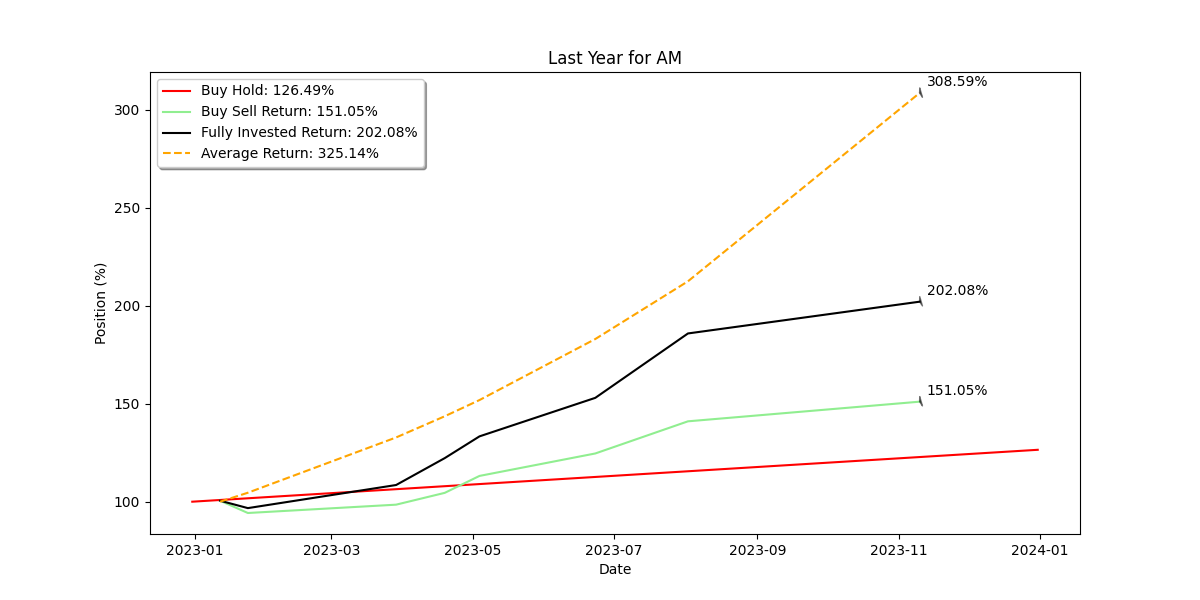 Last Year for AM
Buy Hold: 126.49%
Buy Sell Return: 151.05%
Fully Invested Return: 202.08%
Average Return: 325.14%
308.59%
202.08%
151.05%
Position (%)
300
250
200
150
100
2023-01
2023-03
2023-05
2023-07
2023-09
2023-11
2024-01
Date